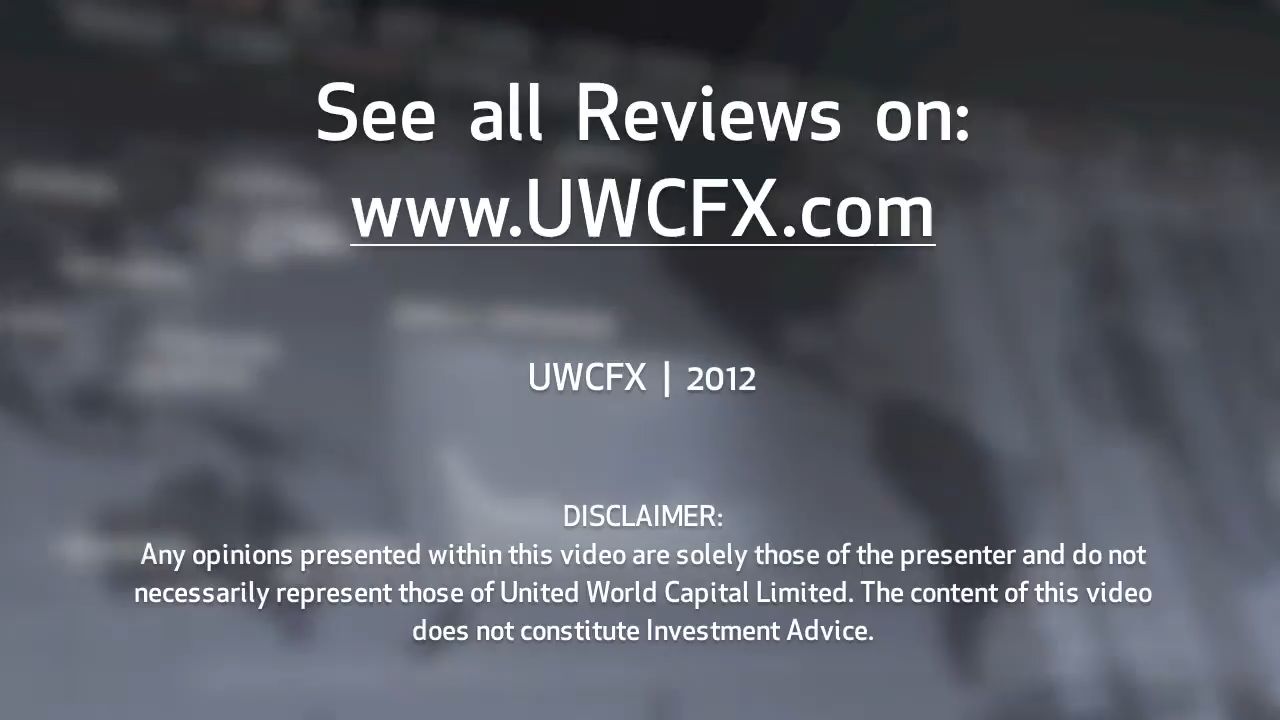 See all Reviews on:
www.UWCFX.com
UWCFX | 2012
DISCLAIMER:
Any opinions presented within this video are solely those of the presenter and do not
necessarily represent those of United World Capital Limited. The content of this video
does not constitute Investment Advice.